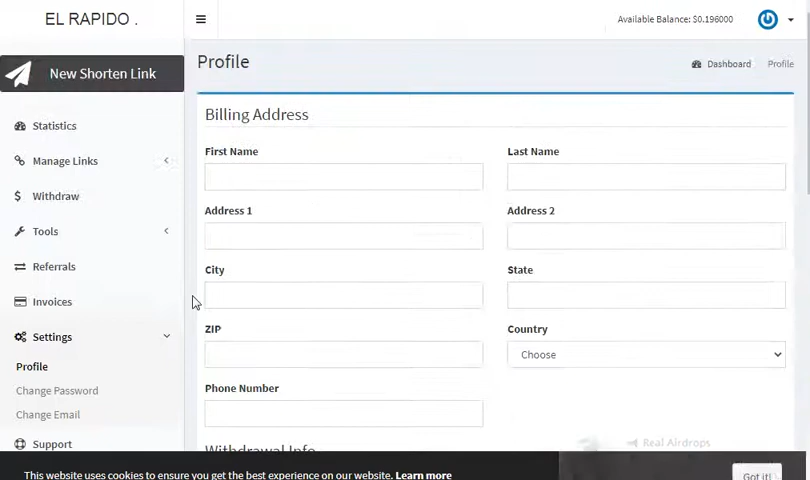 EL RAPIDO .
Available Balance: $0.196000
New Shorten Link
Profile
Dashboard
Profile
Statistics
Manage Links
Withdraw
Tools
Referrals
Invoices
Settings
Profile
Change Password
Change Email
Support
Billing Address
First Name
Last Name
Address 1
Address 2
City
State
ZIP
Country
Choose
Phone Number
Withdrawal Info
Real Airdrops
This website uses cookies to ensure you get the best experience on our website. Learn more
Got it!